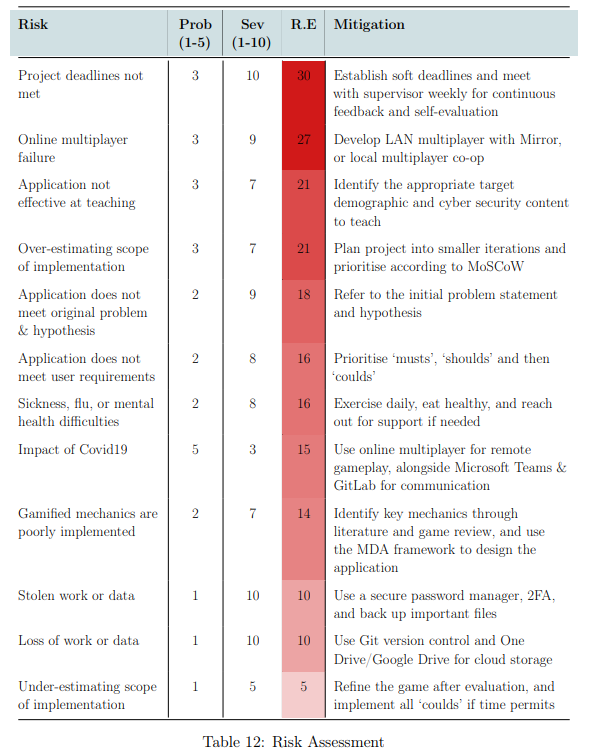 Risk Prob Sev R.E Mitigation
(1-5) (1-10)
Project deadlines not 3 10 30 Establish soft deadlines and meet
met with supervisor weekly for continuous
feedback and self-evaluation
Online multiplayer 3 9 27 Develop LAN multiplayer with Mirror,
failure or local multiplayer co-op
Application not 3 7 21 Identify the appropriate target
effective at teaching demographic and cyber security content
to teach
Over-estimating scope 3 7 21 Plan project into smaller iterations and
of implementation prioritise according to MoSCoW
Application does not 2 9 18 Refer to the initial problem statement
meet original problem and hypothesis
& hypothesis
Application does not 2 8 16 Prioritise ‘musts’, ‘shoulds’ and then
meet user requirements ‘coulds’
Sickness, flu, or mental 2 8 16 Exercise daily, eat healthy, and reach
health difficulties out for support if needed
Impact of Covid19 5 3 15 Use online multiplayer for remote
gameplay, alongside Microsoft Teams &
GitLab for communication
Gamified mechanics are 2 7 14 Identify key mechanics through
poorly implemented literature and game review, and use
the MDA framework to design the
application
Stolen work or data 1 10 10 Use a secure password manager, 2FA,
and back up important files
Loss of work or data 1 10 10 Use Git version control and One
Drive/Google Drive for cloud storage
Under-estimating scope 1 5 5 Refine the game after evaluation, and
of implementation implement all ‘coulds’ if time permits
Table 12: Risk Assessment